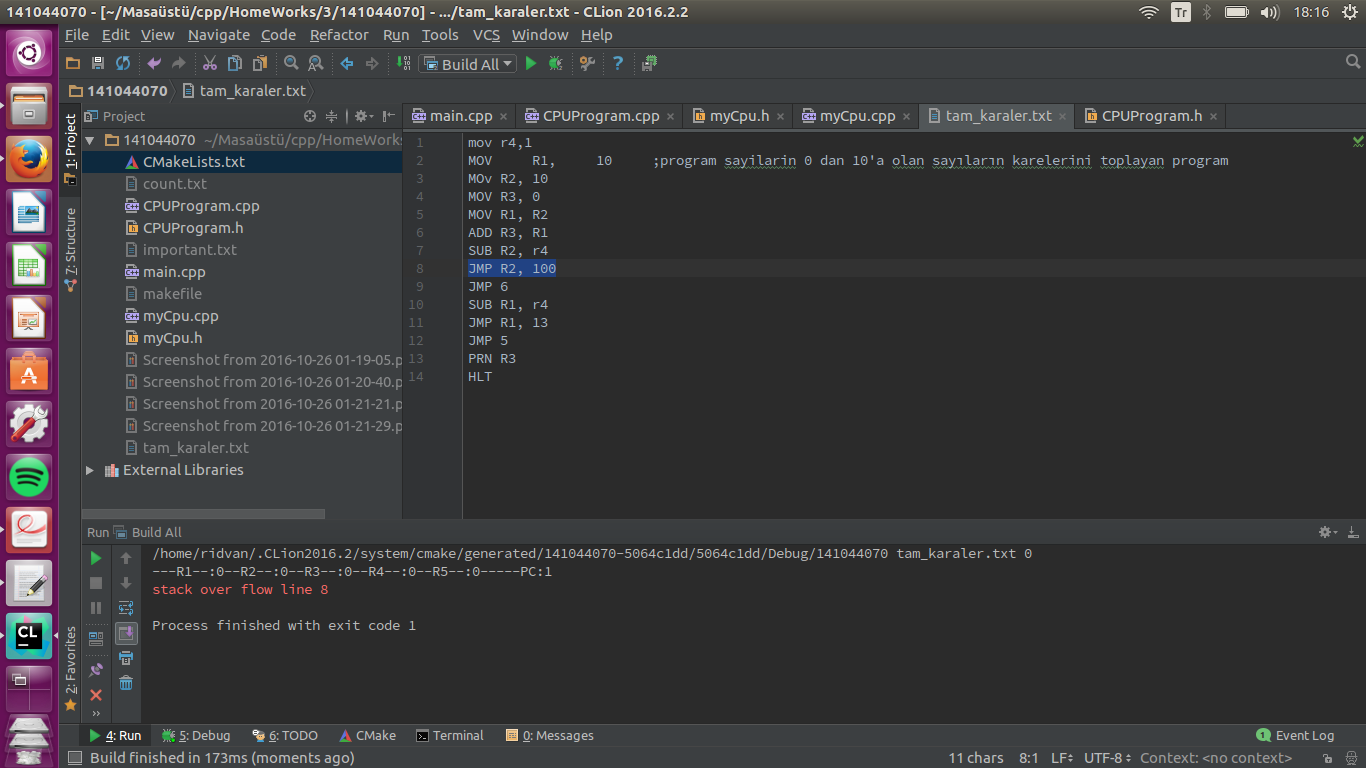 141044070 - [~/Masaüstü/cpp/HomeWorks/3/141044070] - .../tam_karaler.txt - CLion 2016.2.2
Tr 18:16
File Edit View Navigate Code Refactor Run Tools VCS Window Help
Build All
141044070 tam_karaler.txt
Project
main.cpp CPUProgram.cpp myCpu.h myCpu.cpp tam_karaler.txt CPUProgram.h
1: Project
7: Structure
2: Favorites
141044070 ~/Masaüstü/cpp/HomeWorks
CMakeLists.txt
count.txt
CPUProgram.cpp
CPUProgram.h
important.txt
main.cpp
makefile
myCpu.cpp
myCpu.h
Screenshot from 2016-10-26 01-19-05.p
Screenshot from 2016-10-26 01-20-40.p
Screenshot from 2016-10-26 01-21-21.p
Screenshot from 2016-10-26 01-21-29.p
tam_karaler.txt
External Libraries
1 mov r4,1
2 MOV R1, 10 ;program sayilarin 0 dan 10'a olan sayıların karelerini toplayan program
3 MOv R2, 10
4 MOV R3, 0
5 MOV R1, R2
6 ADD R3, R1
7 SUB R2, r4
8 JMP R2, 100
9 JMP 6
10 SUB R1, r4
11 JMP R1, 13
12 JMP 5
13 PRN R3
14 HLT
Run Build All
/home/ridvan/.CLion2016.2/system/cmake/generated/141044070-5064c1dd/5064c1dd/Debug/141044070 tam_karaler.txt 0
---R1--:0--R2--:0--R3--:0--R4--:0--R5--:0-----PC:1
stack over flow line 8
Process finished with exit code 1
CL
4: Run 5: Debug 6: TODO CMake Terminal 0: Messages 1 Event Log
Build finished in 173ms (moments ago) 11 chars 8:1 LF UTF-8 Context: <no context>